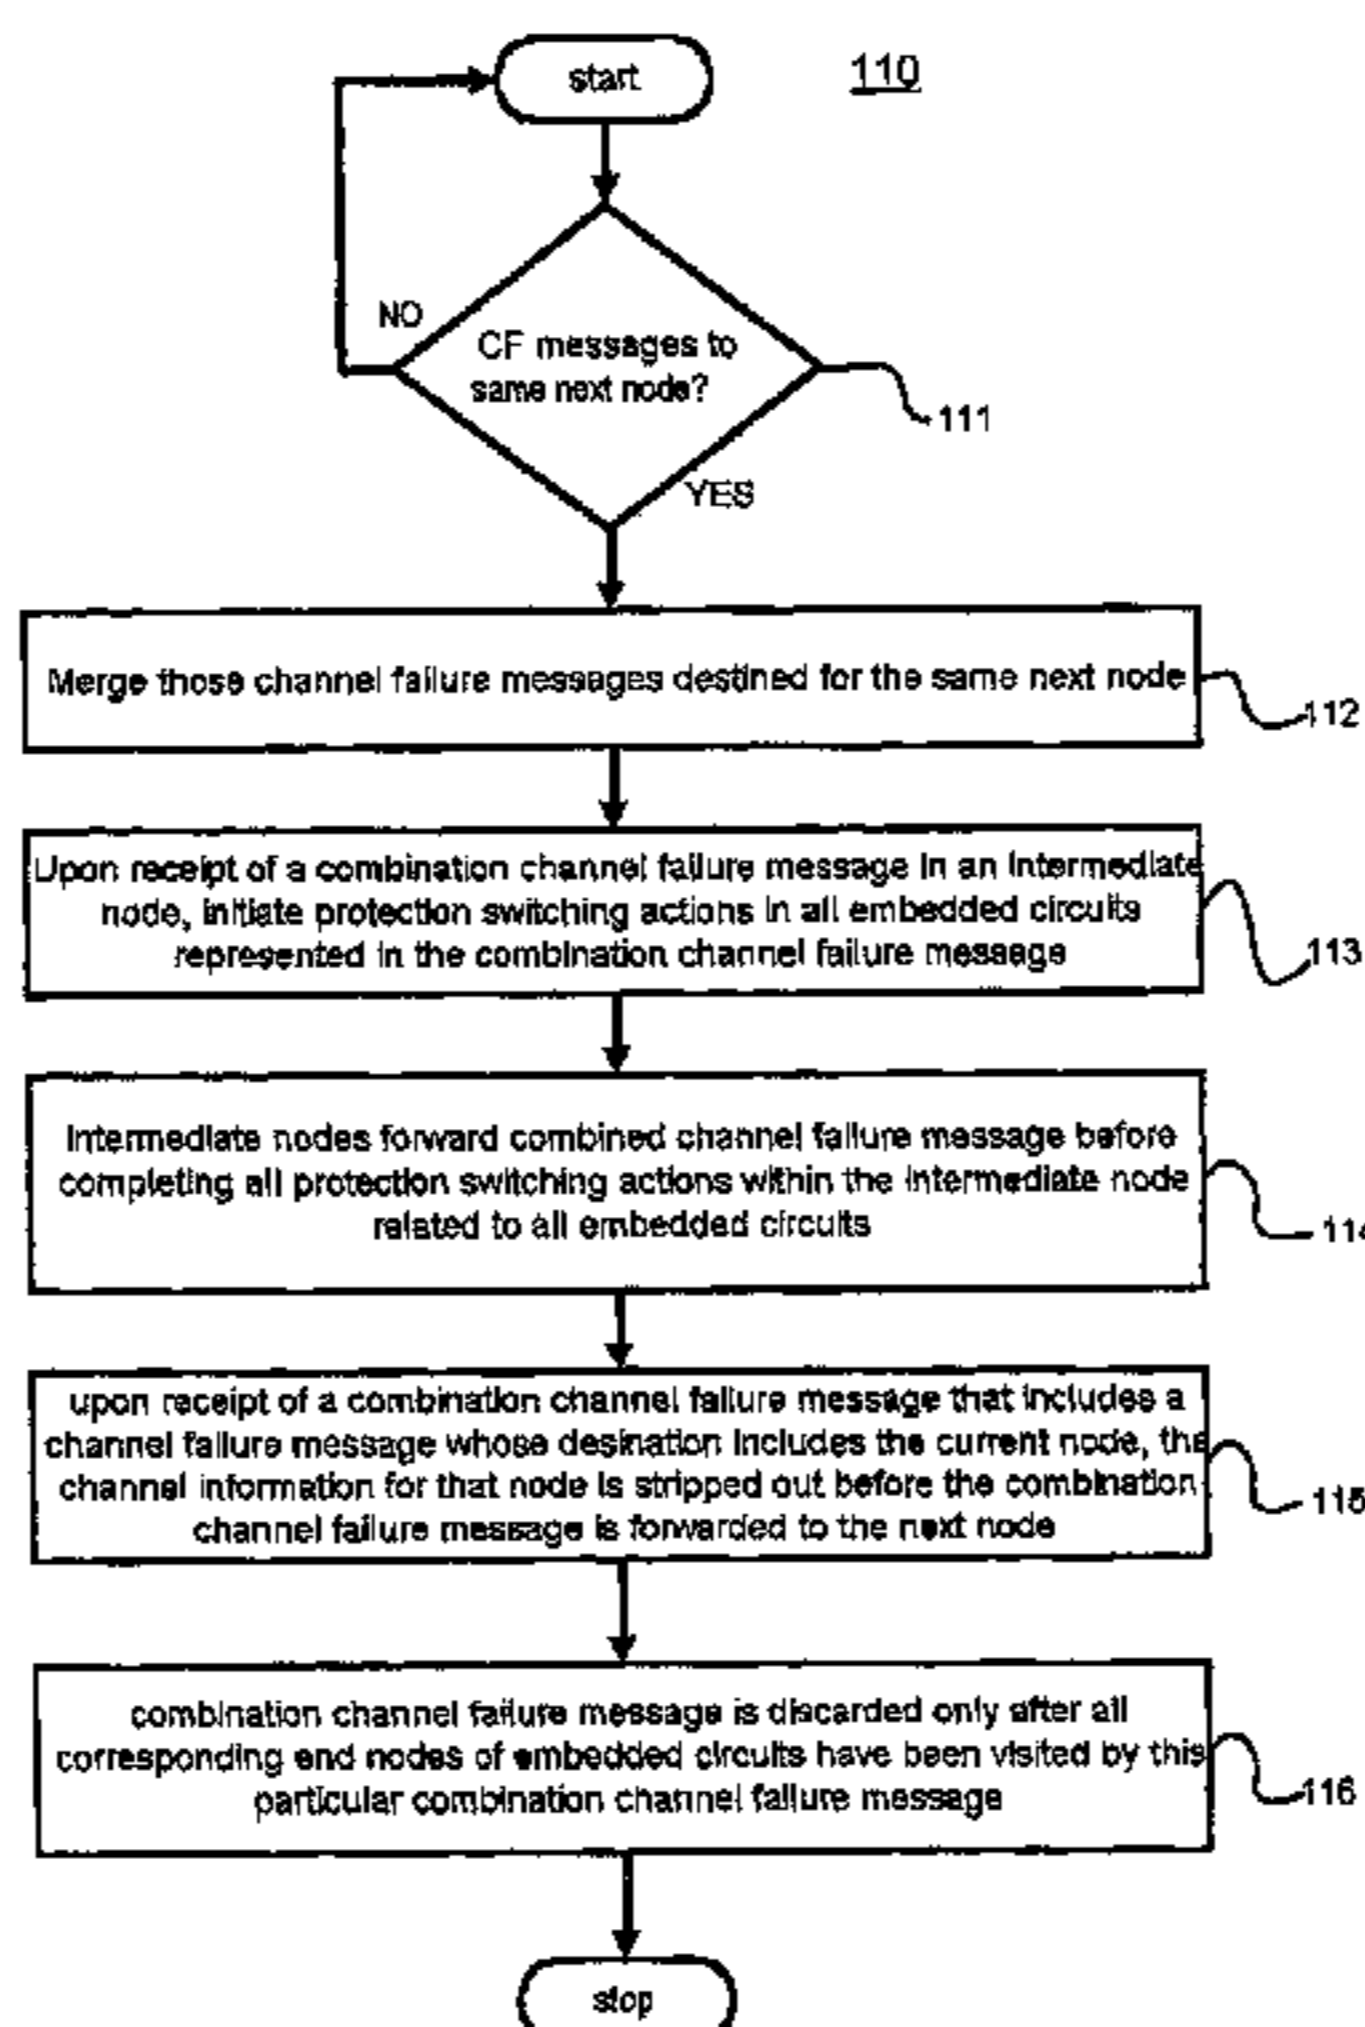 start
110
NO
CF messages to
same next node?
111
YES
Merge those channel failure messages destined for the same next node
112
Upon receipt of a combination channel failure message in an intermediate
node, initiate protection switching actions in all embedded circuits
represented in the combination channel failure message
113
Intermediate nodes forward combined channel failure message before
completing all protection switching actions within the intermediate node
related to all embedded circuits
114
upon receipt of a combination channel failure message that includes a
channel failure message whose desination includes the current node, the
channel information for that node is stripped out before the combination
channel failure message is forwarded to the next node
115
combination channel failure message is discarded only after all
corresponding end nodes of embedded circuits have been visited by this
particular combination channel failure message
116
stop